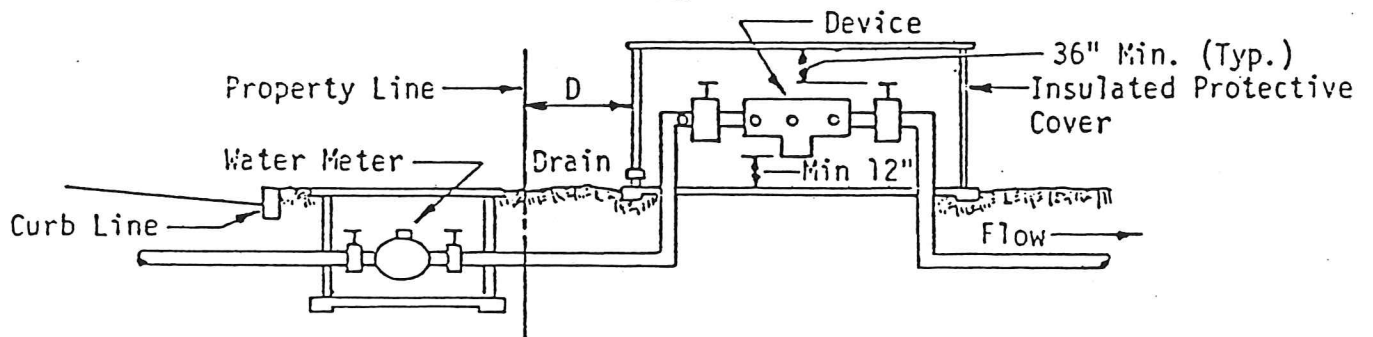 Device
36" Min. (Typ.)
Property Line
D
Insulated Protective
Cover
Water Meter
Drain
Min 12"
Curb Line
Flow